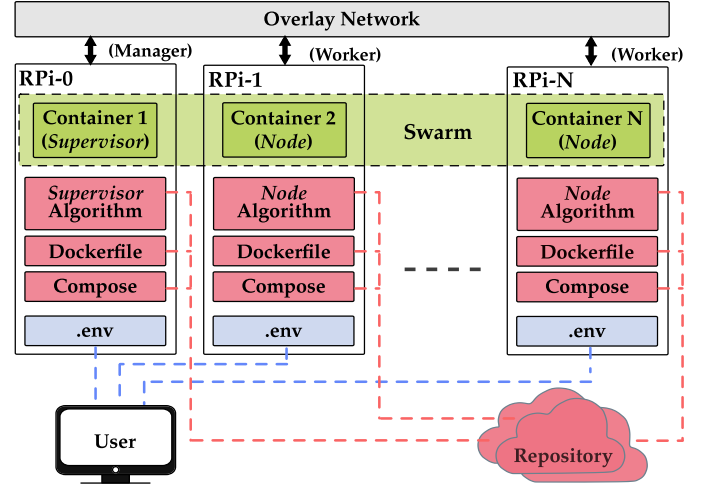 Overlay Network
(Manager)
(Worker)
(Worker)
RPi-0
RPi-1
RPi-N
Container 1
(Supervisor)
Container 2
(Node)
Swarm
Container N
(Node)
Supervisor
Algorithm
Node
Algorithm
Node
Algorithm
Dockerfile
Dockerfile
Dockerfile
Compose
Compose
Compose
.env
.env
.env
User
Repository